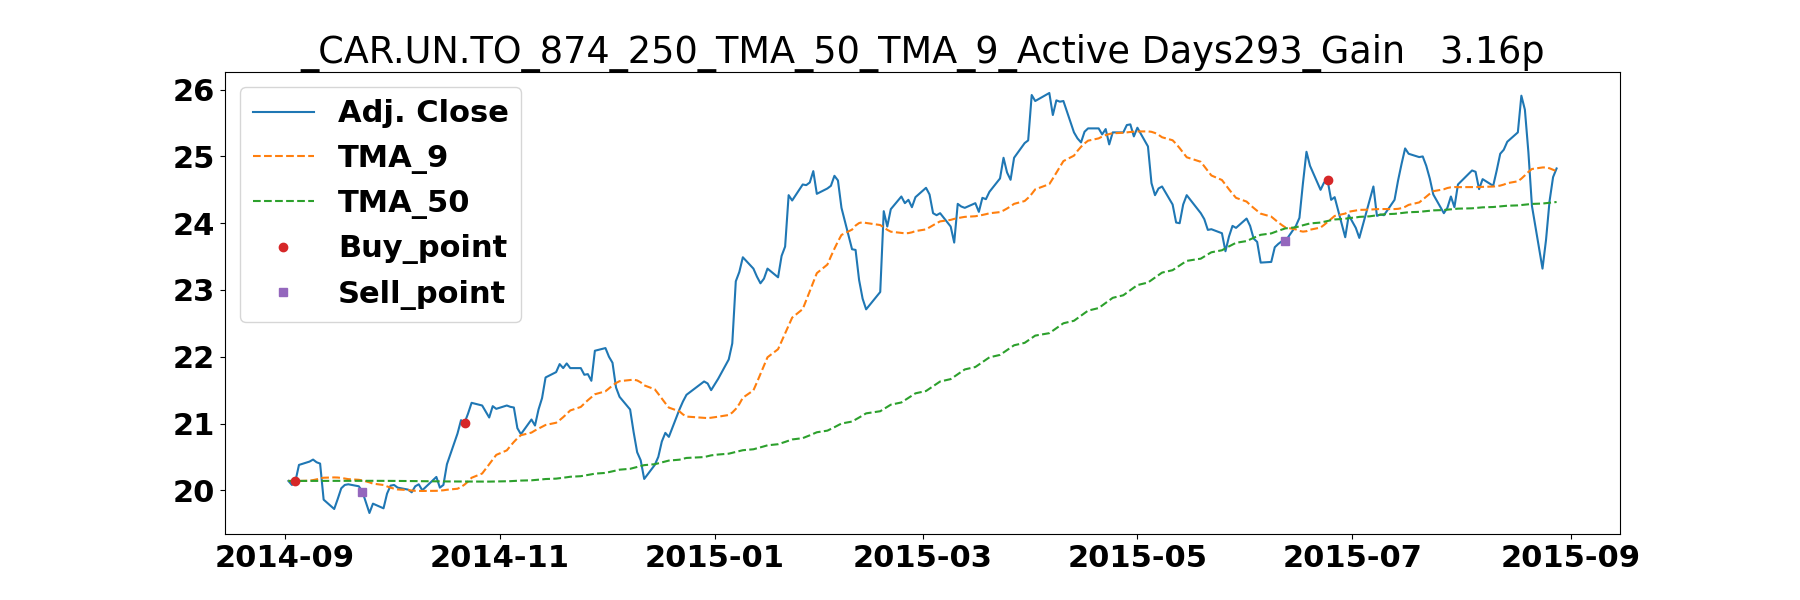 _CAR.UN.TO_874_250_TMA_50_TMA_9_Active Days293_Gain   3.16p
26
25
24
23
22
21
20
Adj. Close
TMA_9
TMA_50
Buy_point
Sell_point
2014-09 2014-11 2015-01 2015-03 2015-05 2015-07 2015-09